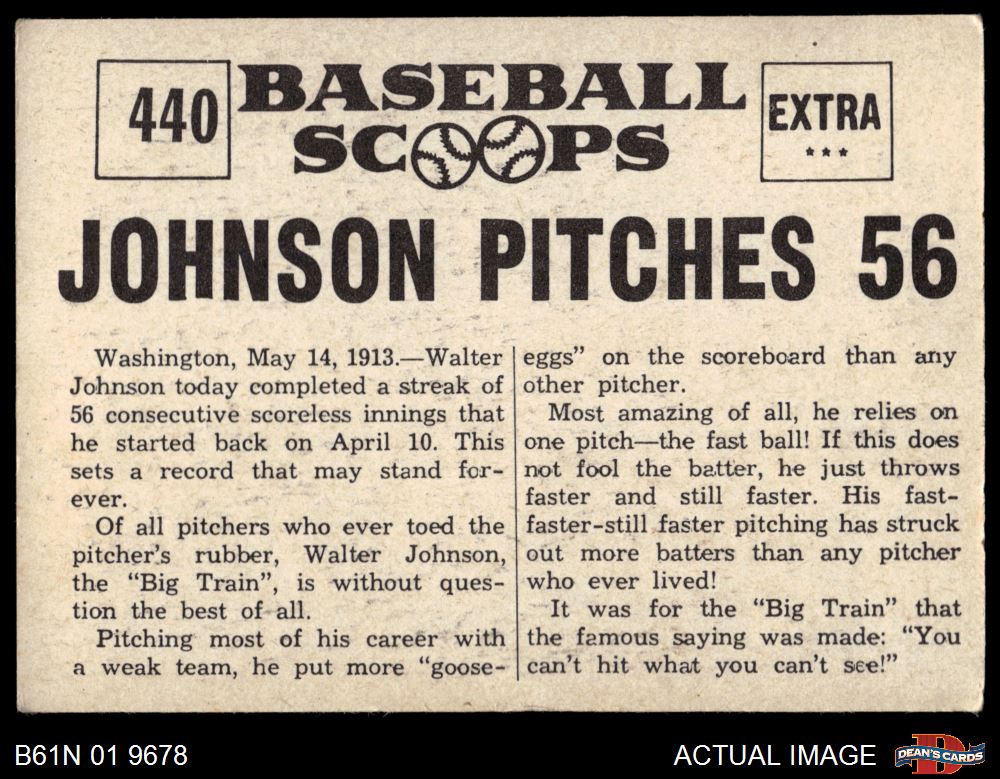 440
BASEBALL
SCOOPS
EXTRA
***
JOHNSON PITCHES 56
Washington, May 14, 1913.—Walter
Johnson today completed a streak of
56 consecutive scoreless innings that
he started back on April 10. This
sets a record that may stand for-
ever.
Of all pitchers who ever toed the
pitcher's rubber, Walter Johnson,
the “Big Train”, is without ques-
tion the best of all.
Pitching most of his career with
a weak team, he put more “goose-
eggs” on the scoreboard than any
other pitcher.
Most amazing of all, he relies on
one pitch—the fast ball! If this does
not fool the batter, he just throws
faster and still faster. His fast-
faster-still faster pitching has struck
out more batters than any pitcher
who ever lived!
It was for the “Big Train” that
the famous saying was made: “You
can't hit what you can't see!”
B61N 01 9678
ACTUAL IMAGE
DEAN'S CARDS